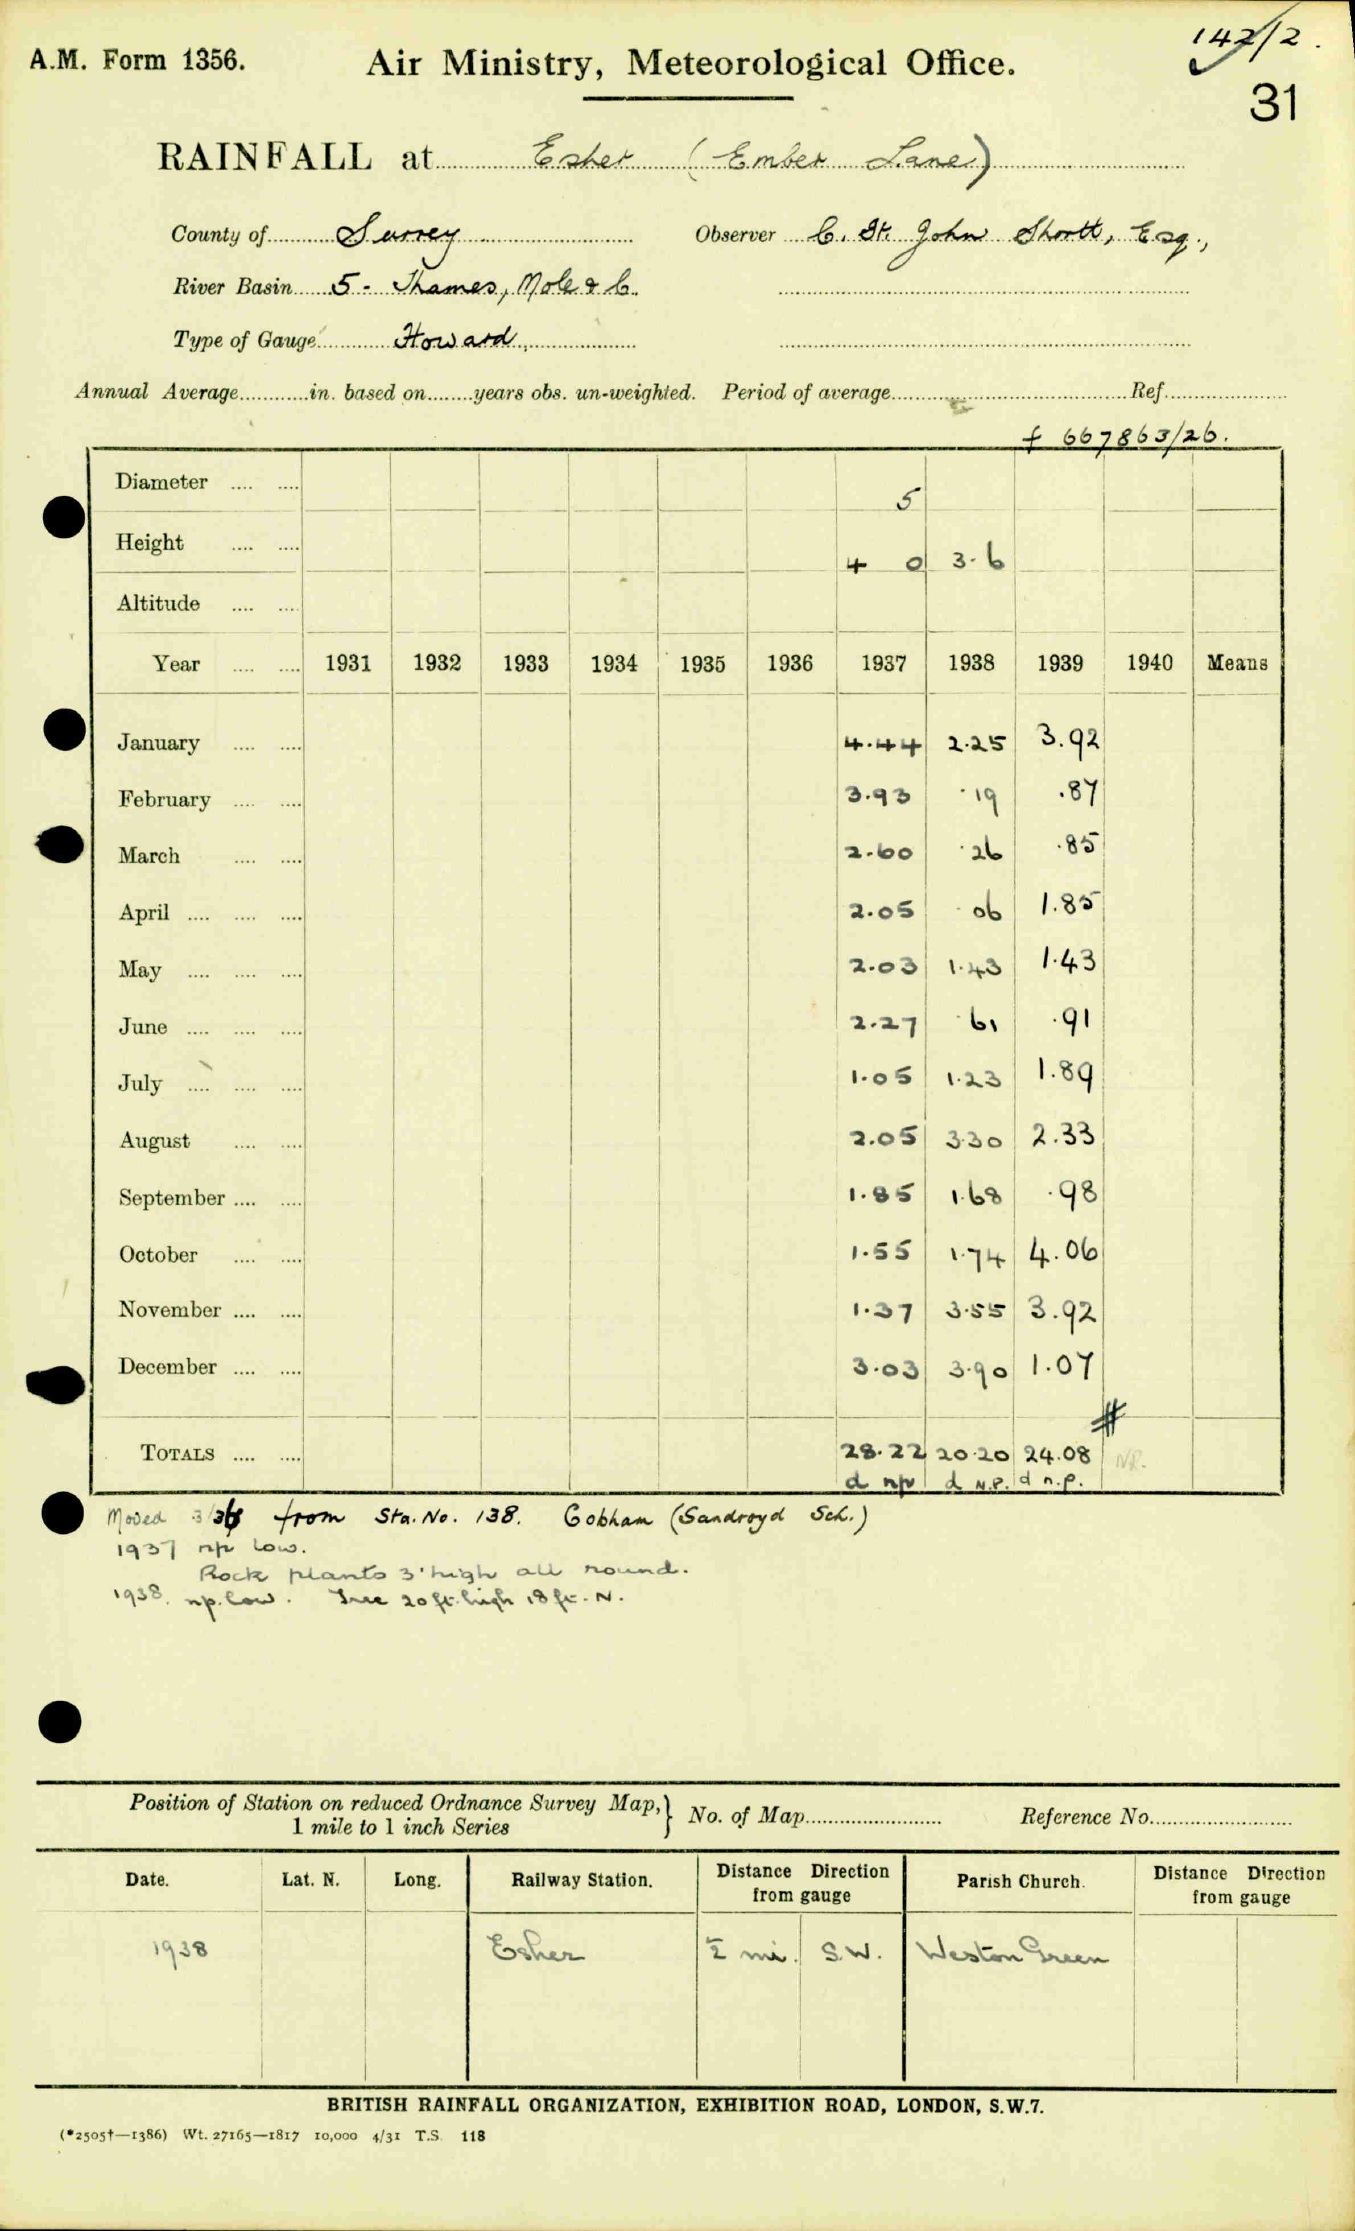 142/2.
A.M. Form 1356. Air Ministry, Meteorological Office.
31
RAINFALL at Esher (Ember Lane)
County of Surrey Observer C. St. John Shortt, Esq.,
River Basin 5 - Thames, Mole & C.
Type of Gauge Howard.
Annual Average in. based on years obs. un-weighted. Period of average Ref.
f 667863/26.
Diameter 5
Height 4 0 3.6
Altitude
Year 1931 1932 1933 1934 1935 1936 1937 1938 1939 1940 Means
January 4.44 2.25 3.92
February 3.93 .19 .87
March 2.60 .26 .85
April 2.05 .06 1.85
May 2.03 1.43 1.43
June 2.27 .61 .91
July 1.05 1.23 1.89
August 2.05 3.30 2.33
September 1.85 1.68 .98
October 1.55 1.74 4.06
November 1.37 3.55 3.92
December 3.03 3.90 1.07
#
TOTALS 28.22 20.20 24.08
d np d N.P. d n.p.
Moved from Sta. No. 138. Cobham (Sandroyd Sch.)
1937 np low.
Rock plants 3' high all round.
1938. np. low. Tree 20 ft. high 18 ft. N.
Position of Station on reduced Ordnance Survey Map, } No. of Map Reference No.
1 mile to 1 inch Series
Date. Lat. N. Long. Railway Station. Distance Direction from gauge Parish Church. Distance Direction from gauge
1938 Esher ½ mi. S.W. Weston Green
BRITISH RAINFALL ORGANIZATION, EXHIBITION ROAD, LONDON, S.W.7.
(*2505†—1386) Wt. 27165—1817 10,000 4/31 T.S. 118